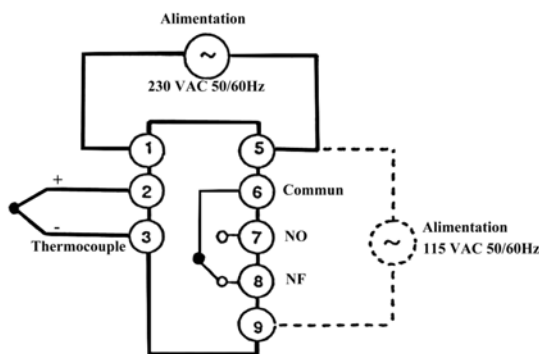 Alimentation
~
230 VAC 50/60Hz
1
5
+
2
6
Commun
-
Thermocouple
3
7
NO
Alimentation
~
115 VAC 50/60Hz
8
NF
9